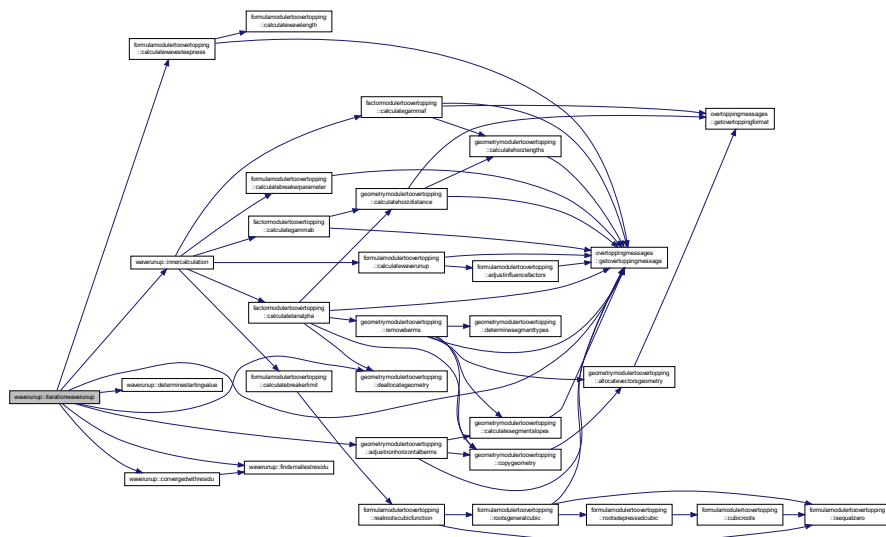 formulamodulertoovertopping
::calculatewavelength
formulamodulertoovertopping
::calculatewavesteepness
factormodulertoovertopping
::calculategammaf
overtoppingmessages
::getovertoppingformat
geometrymodulertoovertopping
::calculatehorzlengths
formulamodulertoovertopping
::calculatebreakerparameter
geometrymodulertoovertopping
::calculatehorzdistance
factormodulertoovertopping
::calculategammab
waverunup::innercalculation
formulamodulertoovertopping
::calculatewaverunup
formulamodulertoovertopping
::adjustinfluencefactors
overtoppingmessages
::getovertoppingmessage
factormodulertoovertopping
::calculatetanalpha
geometrymodulertoovertopping
::removeberms
geometrymodulertoovertopping
::determinesegmenttypes
formulamodulertoovertopping
::calculatebreakerlimit
geometrymodulertoovertopping
::deallocategeometry
geometrymodulertoovertopping
::allocatevectorsgeometry
waverunup::determinestartingvalue
waverunup::iterationwaverunup
geometrymodulertoovertopping
::calculatesegmentslopes
geometrymodulertoovertopping
::adjustnonhorizontalberms
geometrymodulertoovertopping
::copygeometry
waverunup::findsmallestresidu
waverunup::convergedwithresidu
formulamodulertoovertopping
::realrootscubicfunction
formulamodulertoovertopping
::rootsgeneralcubic
formulamodulertoovertopping
::rootsdepressedcubic
formulamodulertoovertopping
::cubicroots
formulamodulertoovertopping
::isequalzero